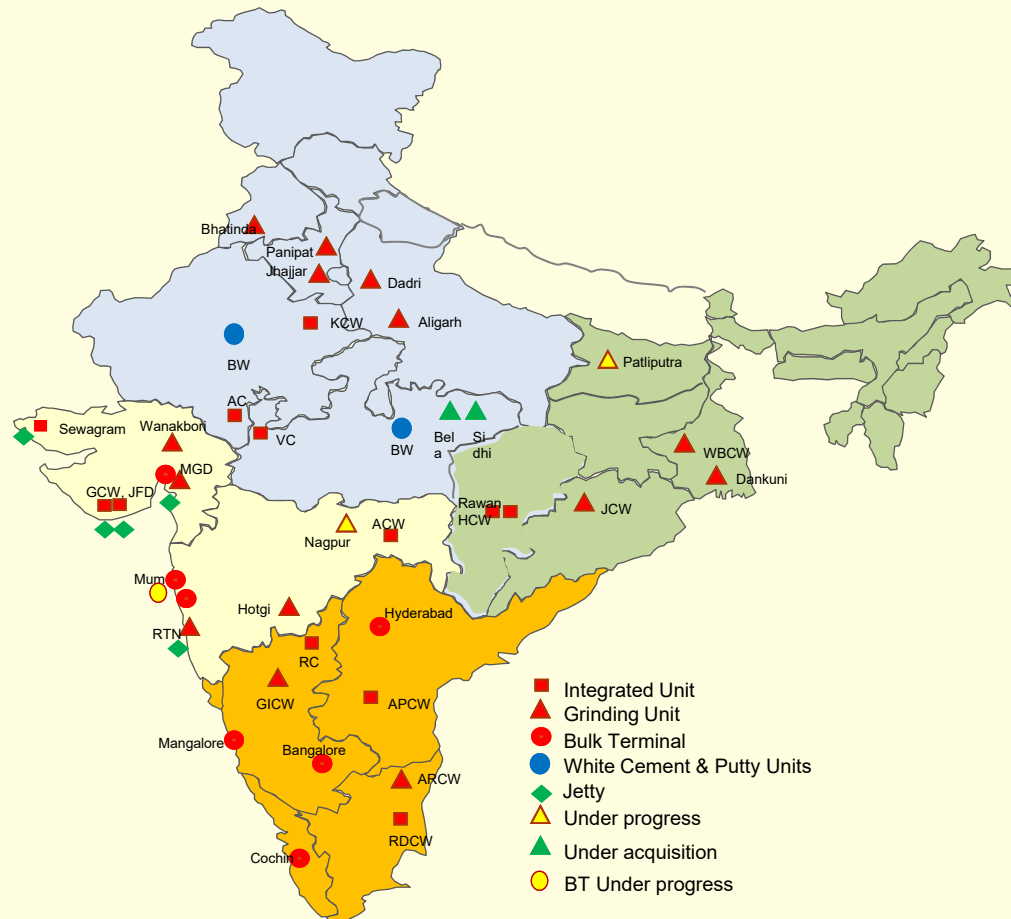 Bhatinda
Panipat
Jhajjar
Dadri
KCW
Aligarh
BW
Patliputra
AC
Sewagram
Wanakbori
VC
BW
Bel
a
Si
dhi
WBCW
MGD
Dankuni
GCW, JFD
Rawan
HCW
JCW
ACW
Nagpur
Mum
Hotgi
Hyderabad
RTN
RC
GICW
APCW
Mangalore
Bangalore
ARCW
RDCW
Cochin
Integrated Unit
Grinding Unit
Bulk Terminal
White Cement & Putty Units
Jetty
Under progress
Under acquisition
BT Under progress